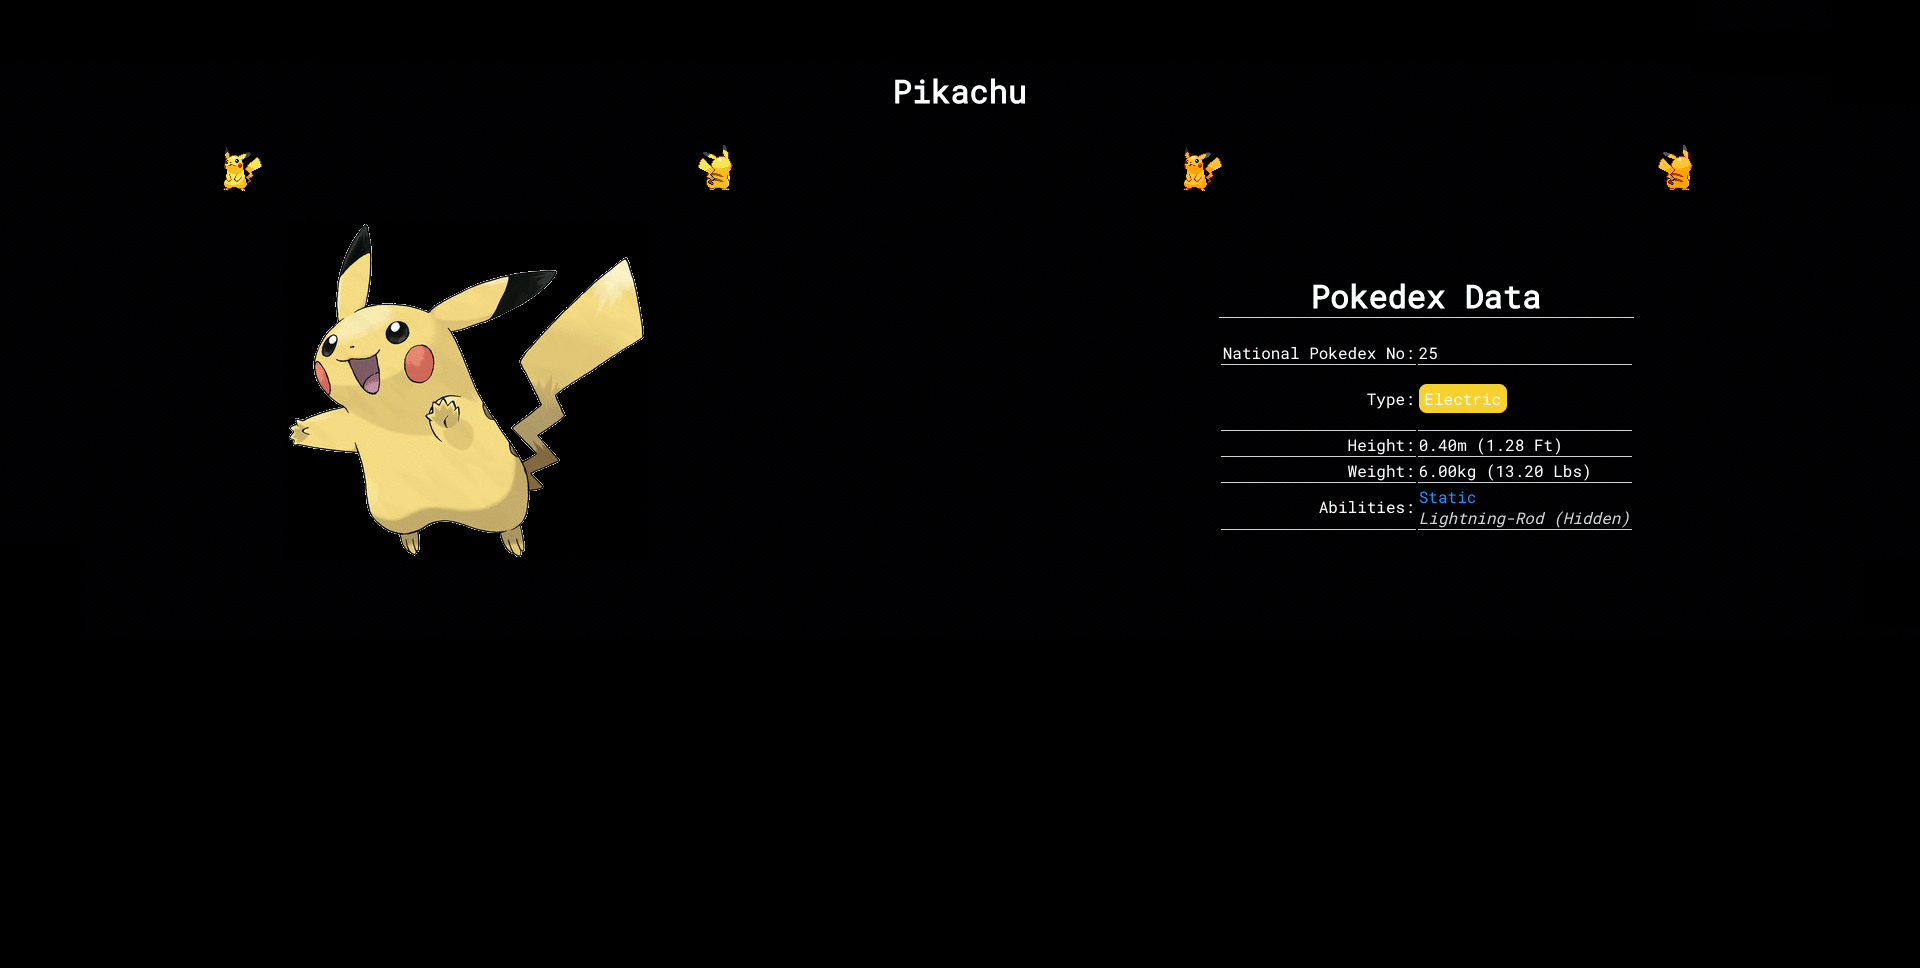 Pikachu
Pokedex Data
National Pokedex No: 25
Type: Electric
Height: 0.40m (1.28 Ft)
Weight: 6.00kg (13.20 Lbs)
Abilities: Static
Lightning-Rod (Hidden)